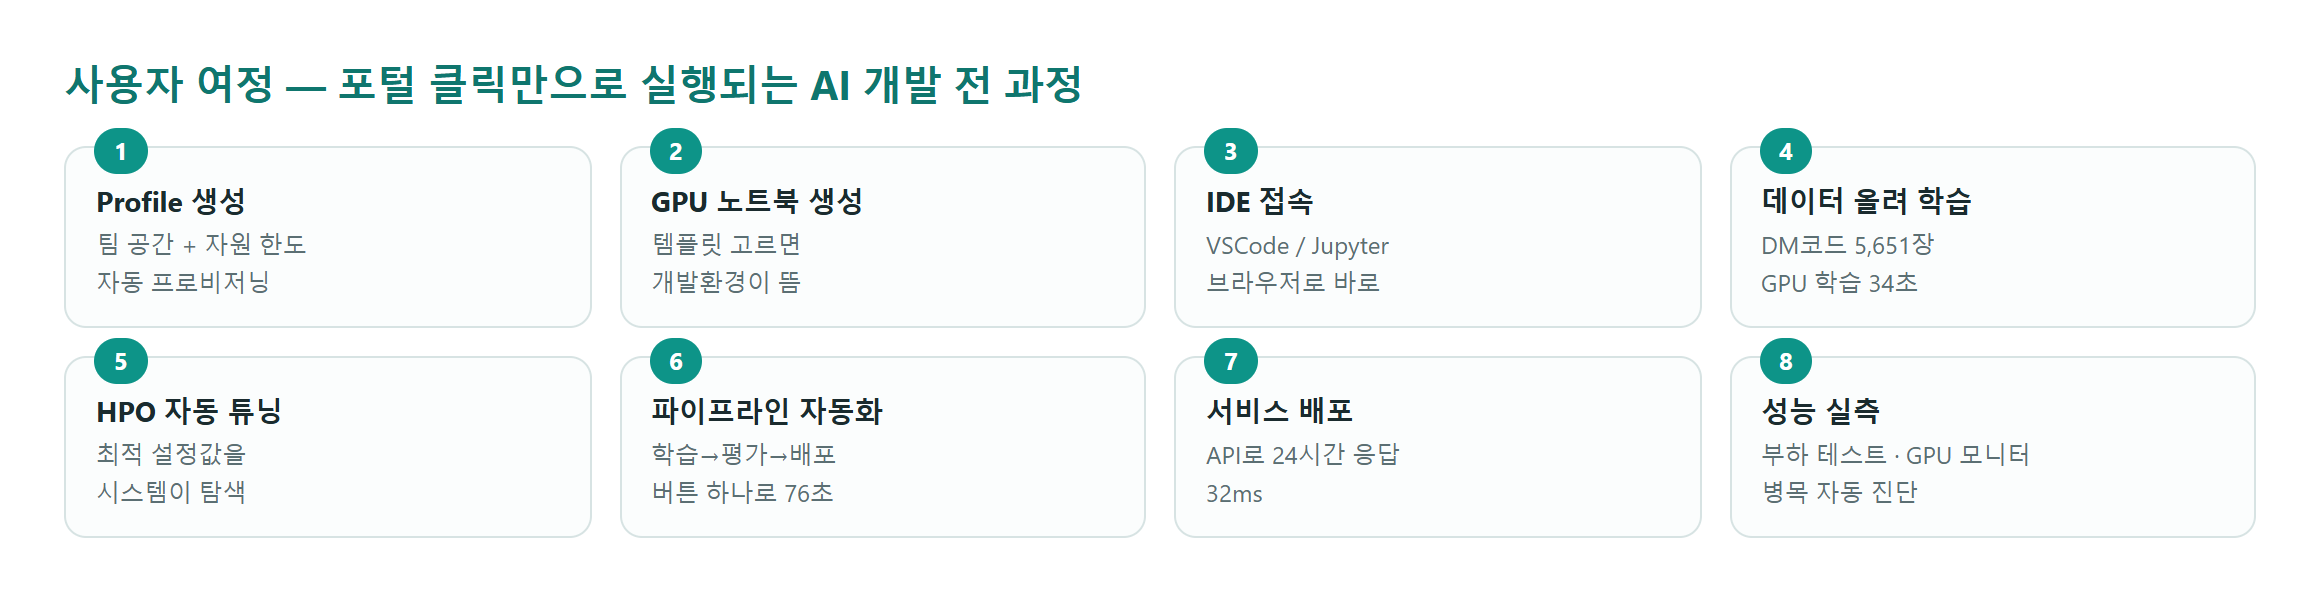 사용자 여정 — 포털 클릭만으로 실행되는 AI 개발 전 과정
1
Profile 생성
팀 공간 + 자원 한도
자동 프로비저닝
2
GPU 노트북 생성
템플릿 고르면
개발환경이 뜸
3
IDE 접속
VSCode / Jupyter
브라우저로 바로
4
데이터 올려 학습
DM코드 5,651장
GPU 학습 34초
5
HPO 자동 튜닝
최적 설정값을
시스템이 탐색
6
파이프라인 자동화
학습→평가→배포
버튼 하나로 76초
7
서비스 배포
API로 24시간 응답
32ms
8
성능 실측
부하 테스트 · GPU 모니터
병목 자동 진단